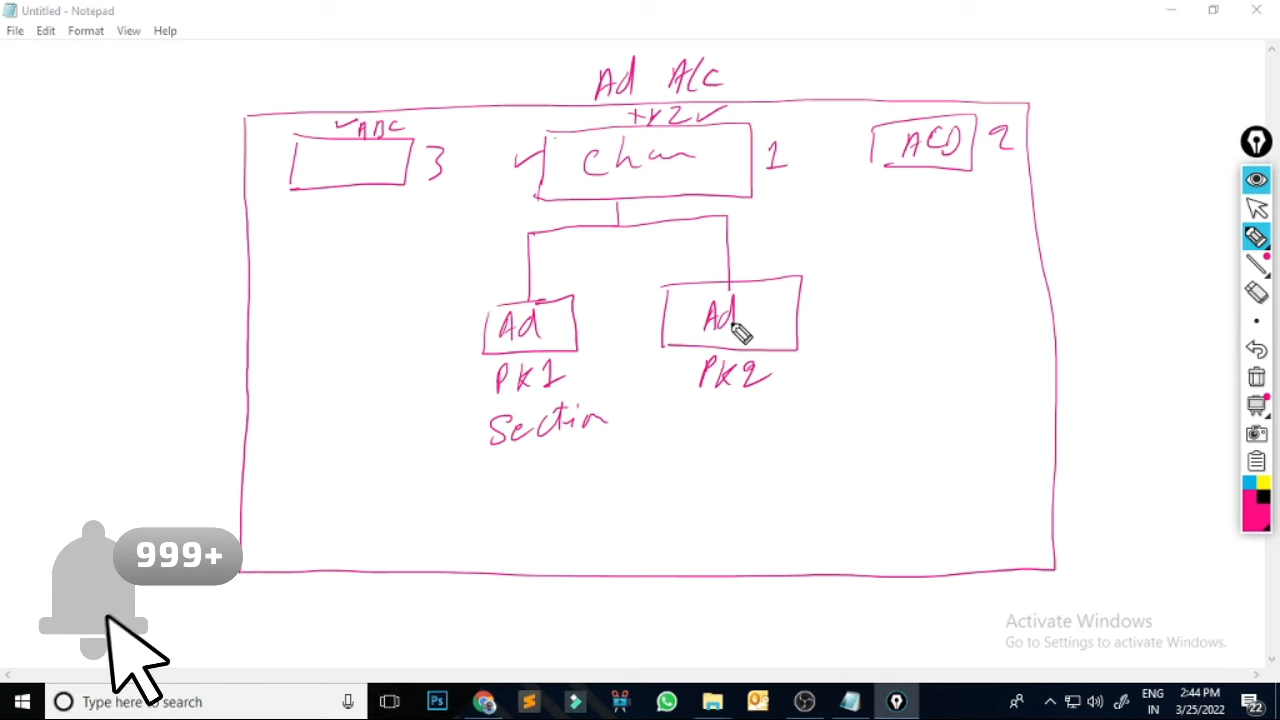 Untitled - Notepad
File Edit Format View Help
Ad A/C
ABC
XYZ
ACD
3
1
2
Ad
Ad
PK1
PK2
Section
999+
Activate Windows
Go to Settings to activate Windows.
Type here to search
Ps
ENG
IN
2:44 PM
3/25/2022
22